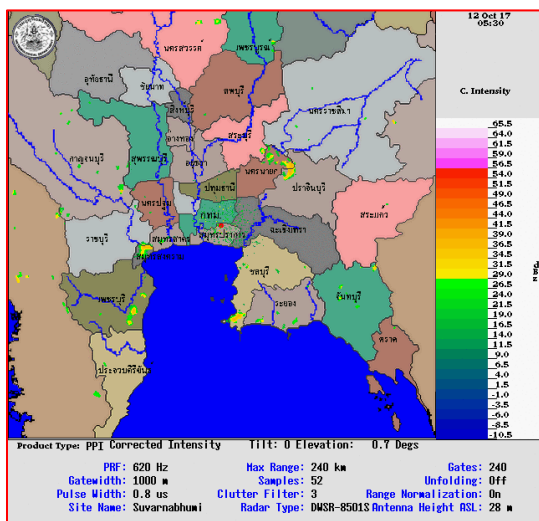 12 Oct 17
05:30
C. Intensity
65.5
64.0
61.5
59.0
56.5
54.0
51.5
49.0
46.5
44.0
41.5
39.0
36.5
34.0
31.5
29.0
26.5
24.0
21.5
19.0
16.5
14.0
11.5
9.0
6.5
4.0
1.5
-1.0
-3.5
-6.0
-8.5
-10.5
นครสวรรค์
เพชรบูรณ์
อุทัยธานี
ชัยนาท
ลพบุรี
สิงห์บุรี
นครราชสีมา
อ่างทอง
สระบุรี
กาญจนบุรี
สุพรรณบุรี
อยุธยา
นครนายก
ปราจีนบุรี
ปทุมธานี
นครปฐม
กทม.
สระแก้ว
ราชบุรี
สมุทรสาคร
สมุทรปราการ
ฉะเชิงเทรา
สมุทรสงคราม
ชลบุรี
เพชรบุรี
ระยอง
จันทบุรี
ตราด
ประจวบคีรีขันธ์
Product Type: PPI Corrected Intensity Tilt: 0 Elevation: 0.7 Degs
PRF: 620 Hz Max Range: 240 km Gates: 240
Gatewidth: 1000 m Samples: 52 Unfolding: Off
Pulse Width: 0.8 us Clutter Filter: 3 Range Normalization: On
Site Name: Suvarnabhumi Radar Type: DWSR-8501S Antenna Height ASL: 28 m